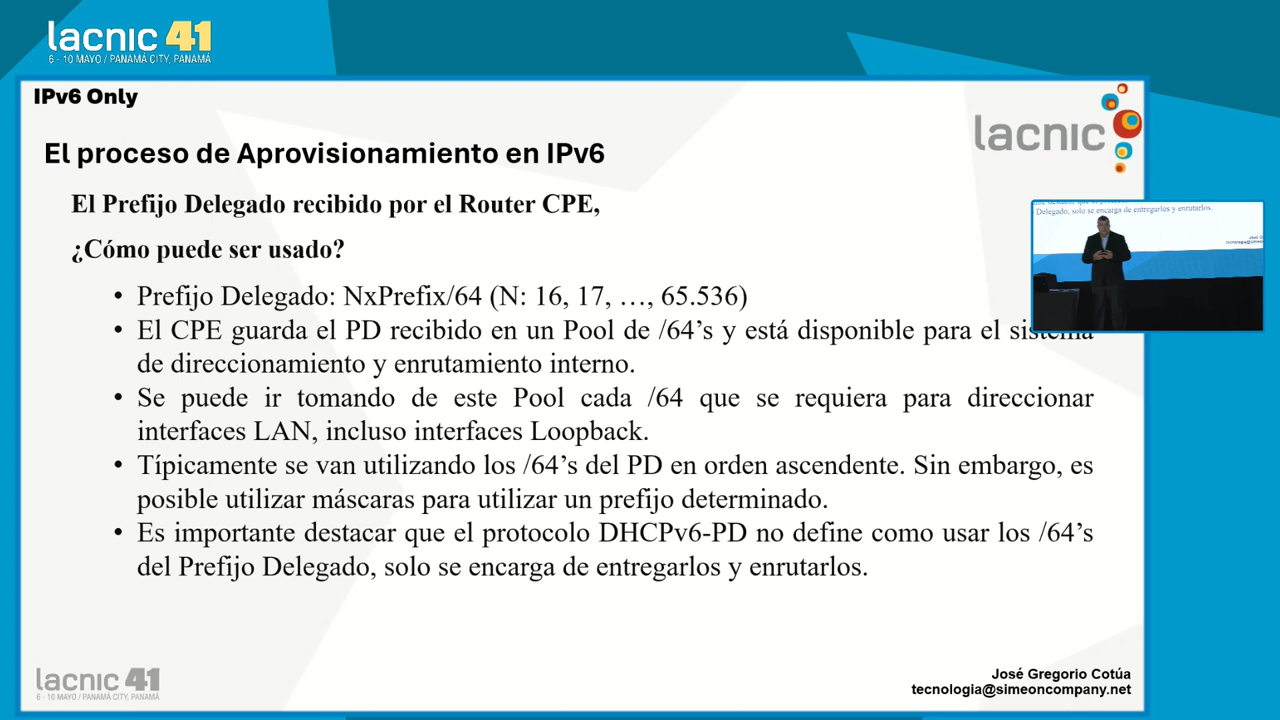 lacnic 41
6 - 10 MAYO / PANAMÁ CITY, PANAMÁ
IPv6 Only
lacnic
El proceso de Aprovisionamiento en IPv6
El Prefijo Delegado recibido por el Router CPE,
¿Cómo puede ser usado?
Delegado, solo se encarga de entregarlos y enrutarlos.
• Prefijo Delegado: NxPrefix/64 (N: 16, 17, …, 65.536)
• El CPE guarda el PD recibido en un Pool de /64’s y está disponible para el sistema
de direccionamiento y enrutamiento interno.
• Se puede ir tomando de este Pool cada /64 que se requiera para direccionar
interfaces LAN, incluso interfaces Loopback.
• Típicamente se van utilizando los /64’s del PD en orden ascendente. Sin embargo, es
posible utilizar máscaras para utilizar un prefijo determinado.
• Es importante destacar que el protocolo DHCPv6-PD no define como usar los /64’s
del Prefijo Delegado, solo se encarga de entregarlos y enrutarlos.
lacnic 41
6 - 10 MAYO / PANAMÁ CITY, PANAMÁ
José Gregorio Cotúa
tecnologia@simeoncompany.net